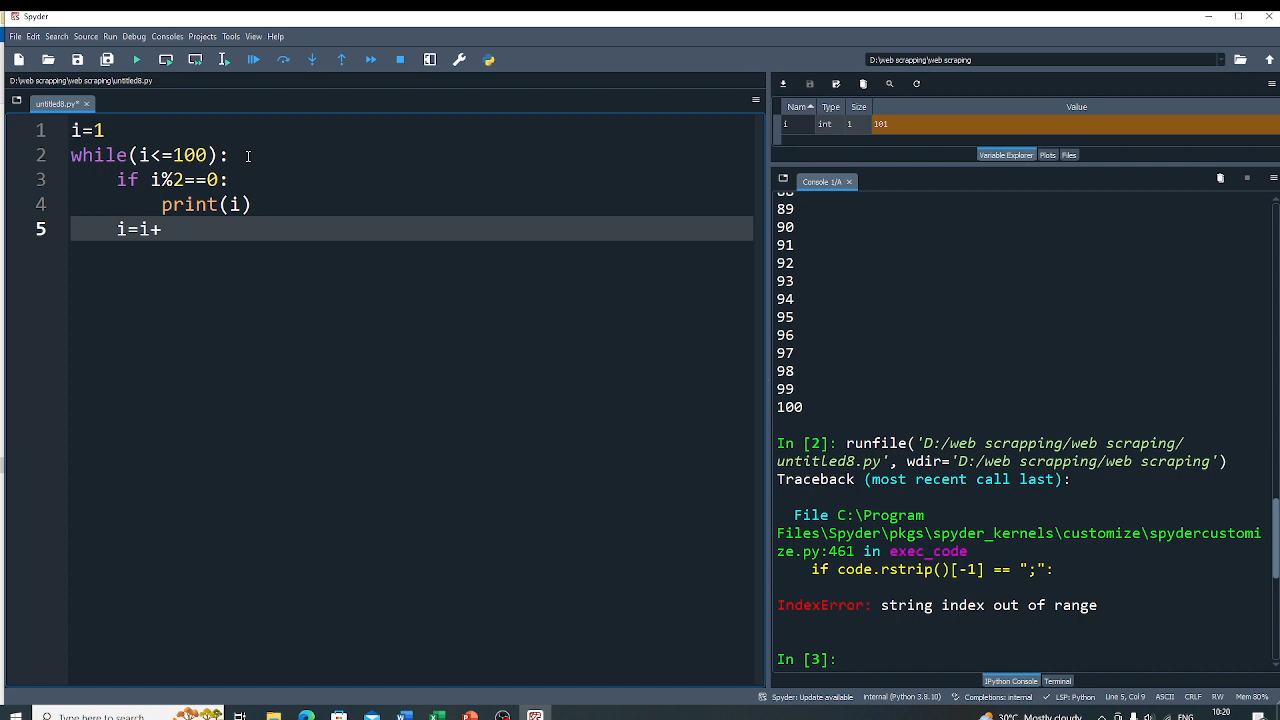 Spyder
File Edit Search Source Run Debug Consoles Projects Tools View Help
D:\web scrapping\web scraping
D:\web scrapping\web scraping\untitled8.py
untitled8.py*
1 i=1
2 while(i<=100):
3 if i%2==0:
4 print(i)
5 i=i+
Nam Type Size Value
i int 1 101
Variable Explorer Plots Files
Console 1/A
88
89
90
91
92
93
94
95
96
97
98
99
100
In [2]: runfile('D:/web scrapping/web scraping/
untitled8.py', wdir='D:/web scrapping/web scraping')
Traceback (most recent call last):
File C:\Program
Files\Spyder\pkgs\spyder_kernels\customize\spydercustomi
ze.py:461 in exec_code
if code.rstrip()[-1] == ";":
IndexError: string index out of range
In [3]:
IPython Console Terminal
Spyder: Update available internal (Python 3.8.10) Completions: internal LSP: Python Line 5, Col 9 ASCII CRLF RW Mem 80%
Type here to search 30°C Mostly cloudy ENG 10:20